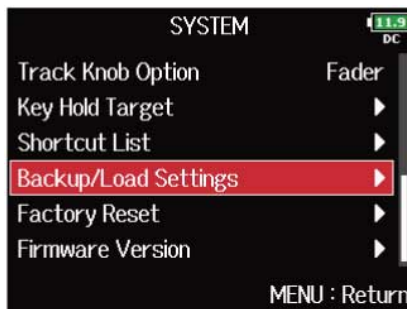 SYSTEM
11.9
DC
Track Knob Option Fader
Key Hold Target
Shortcut List
Backup/Load Settings
Factory Reset
Firmware Version
MENU : Return